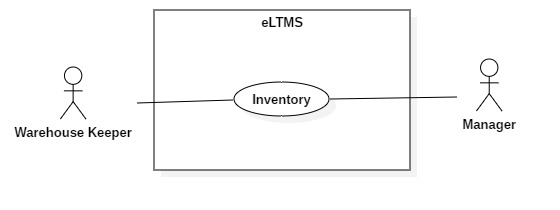 eLTMS
Inventory
Warehouse Keeper
Manager